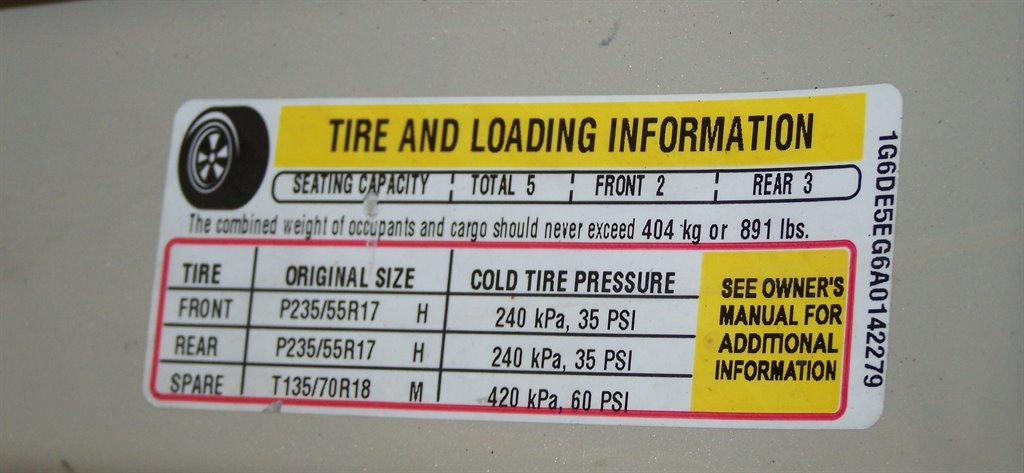 TIRE AND LOADING INFORMATION
SEATING CAPACITY ¦ TOTAL 5 ¦ FRONT 2 ¦ REAR 3
The combined weight of occupants and cargo should never exceed 404 kg or 891 lbs.
TIRE ORIGINAL SIZE COLD TIRE PRESSURE
FRONT P235/55R17 H 240 kPa, 35 PSI
REAR P235/55R17 H 240 kPa, 35 PSI
SPARE T135/70R18 M 420 kPa, 60 PSI
SEE OWNER'S
MANUAL FOR
ADDITIONAL
INFORMATION
1G6DE5EG6A0142279